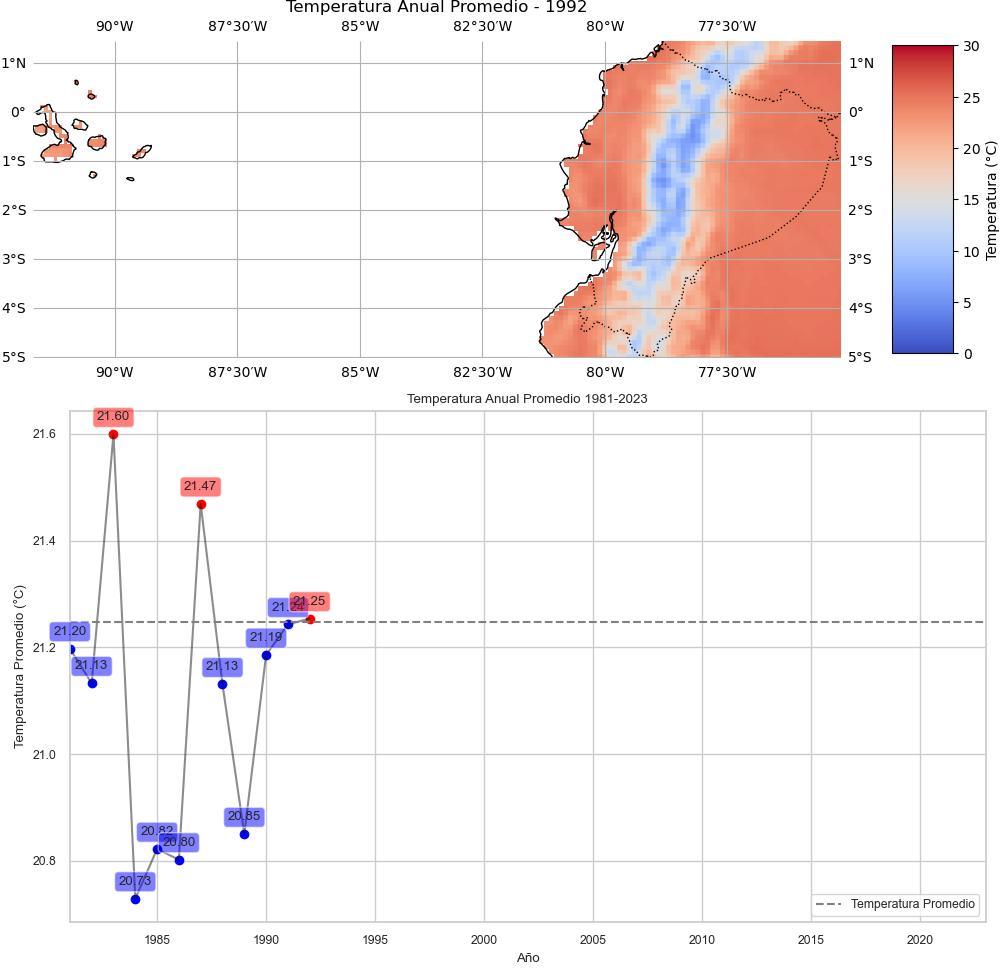 Temperatura Anual Promedio - 1992
90°W 87°30′W 85°W 82°30′W 80°W 77°30′W
1°N 1°N
0° 0°
1°S 1°S
2°S 2°S
3°S 3°S
4°S 4°S
5°S 5°S
90°W 87°30′W 85°W 82°30′W 80°W 77°30′W
30
25
20
15
10
5
0
Temperatura (°C)
Temperatura Anual Promedio 1981-2023
21.6
21.4
21.2
21.0
20.8
Temperatura Promedio (°C)
21.20
21.13
21.60
20.73
20.82
20.80
21.47
21.13
20.85
21.19
21.24
21.25
Temperatura Promedio
1985 1990 1995 2000 2005 2010 2015 2020
Año